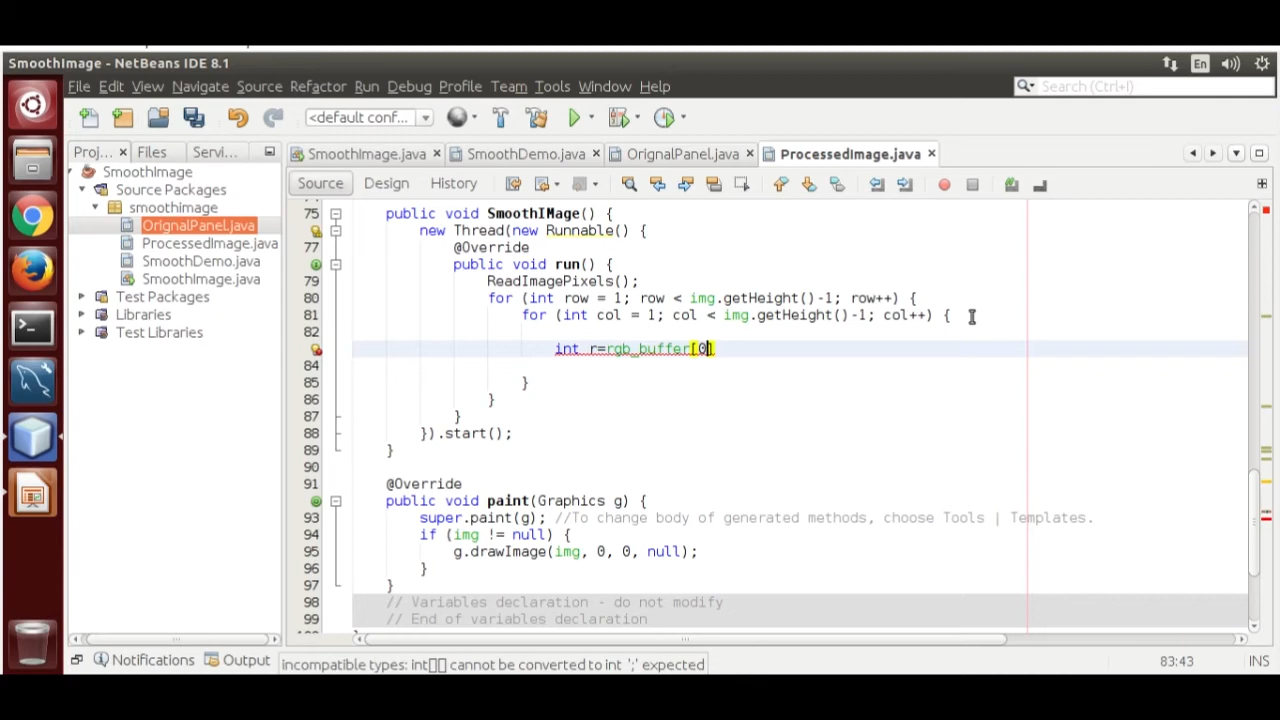 SmoothImage - NetBeans IDE 8.1
En
File Edit View Navigate Source Refactor Run Debug Profile Team Tools Window Help
Search (Ctrl+I)
<default conf...
Proj... × Files Servi...
SmoothImage.java × SmoothDemo.java × OrignalPanel.java × ProcessedImage.java ×
SmoothImage
Source Packages
smoothimage
OrignalPanel.java
ProcessedImage.java
SmoothDemo.java
SmoothImage.java
Test Packages
Libraries
Test Libraries
Source Design History
75 public void SmoothIMage() {
new Thread(new Runnable() {
77 @Override
public void run() {
79 ReadImagePixels();
80 for (int row = 1; row < img.getHeight()-1; row++) {
81 for (int col = 1; col < img.getHeight()-1; col++) {
82
int r=rgb_buffer[0]
84
85 }
86 }
87 }
88 }).start();
89 }
90
91 @Override
public void paint(Graphics g) {
93 super.paint(g); //To change body of generated methods, choose Tools | Templates.
94 if (img != null) {
95 g.drawImage(img, 0, 0, null);
96 }
97 }
98 // Variables declaration - do not modify
99 // End of variables declaration
Notifications Output
incompatible types: int[][] cannot be converted to int ';' expected
83:43 INS